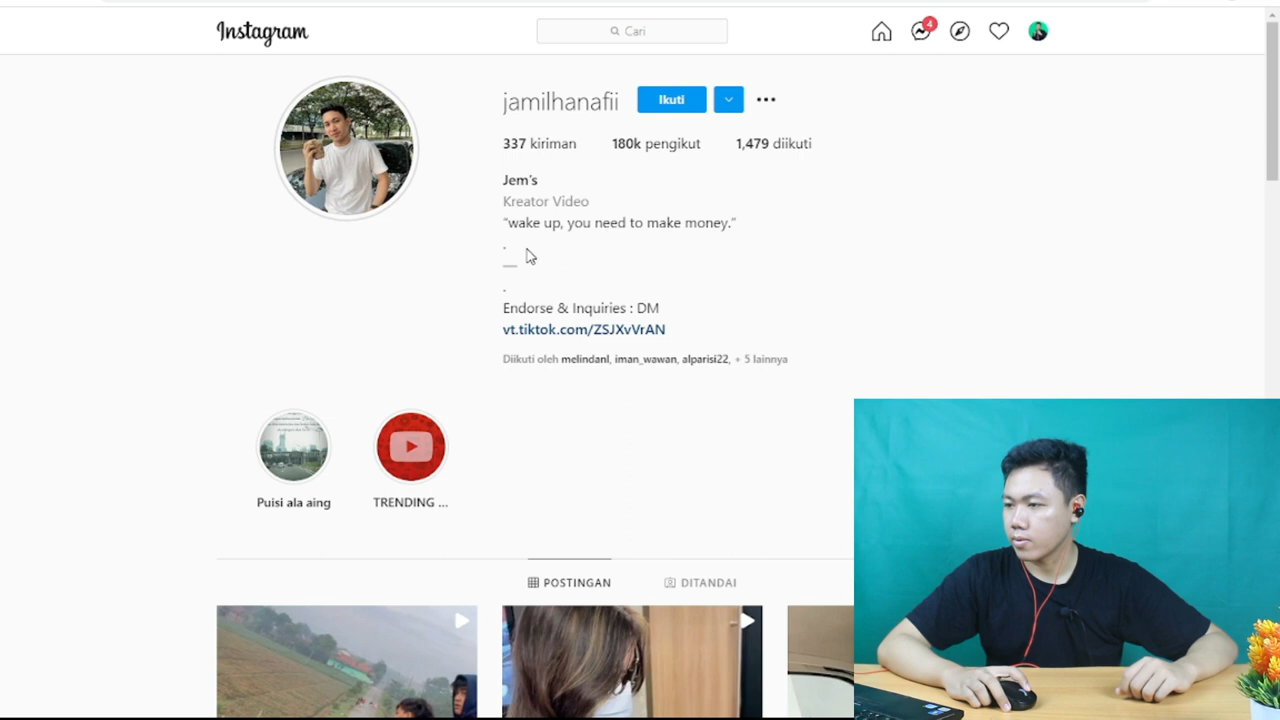 Instagram
Cari
4
jamilhanafii
Ikuti
337 kiriman
180k pengikut
1,479 diikuti
Jem's
Kreator Video
"wake up, you need to make money."
.
__
.
Endorse & Inquiries : DM
vt.tiktok.com/ZSJXvVrAN
Diikuti oleh melindanl, iman_wawan, alparisi22, + 5 lainnya
Puisi ala aing
TRENDING ...
POSTINGAN
DITANDAI